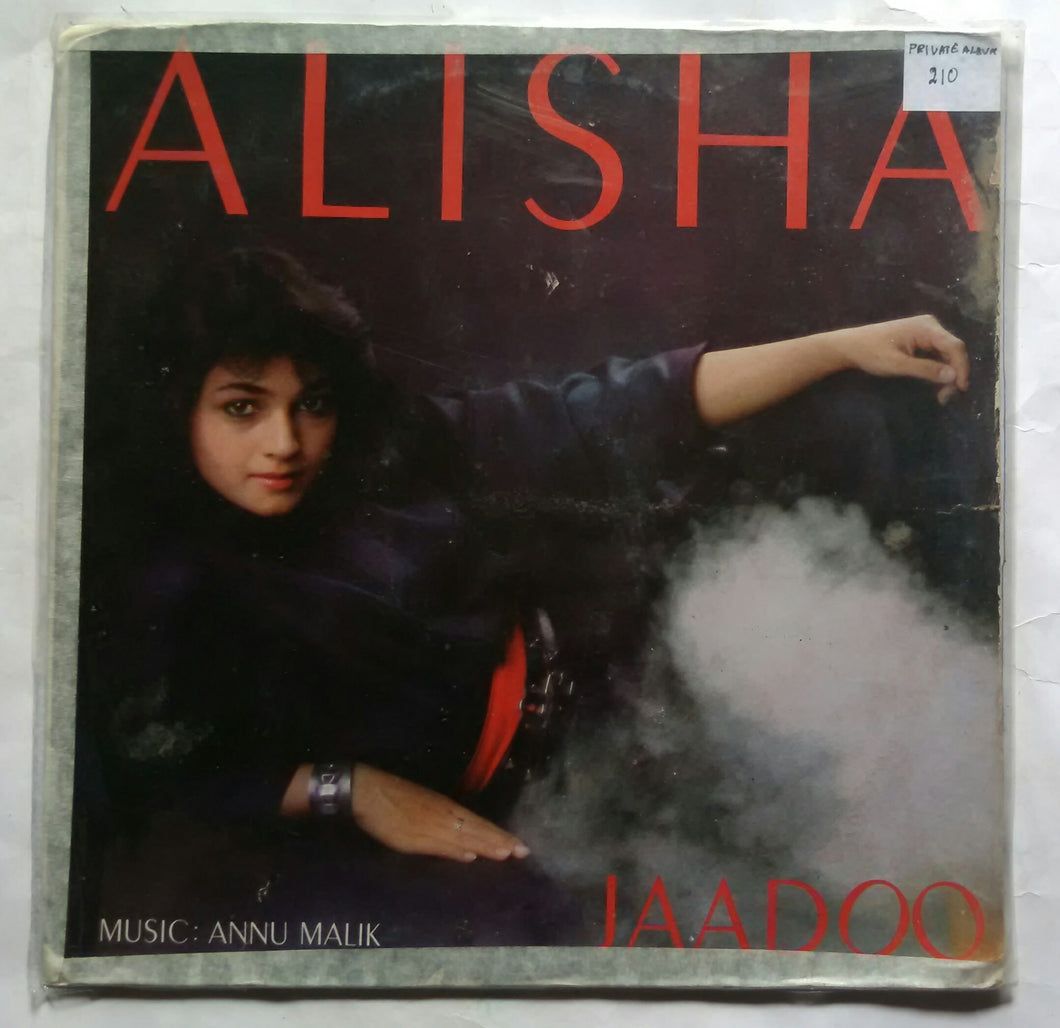 ALISHA
PRIVATE ALBUM
210
JAADOO
MUSIC: ANNU MALIK